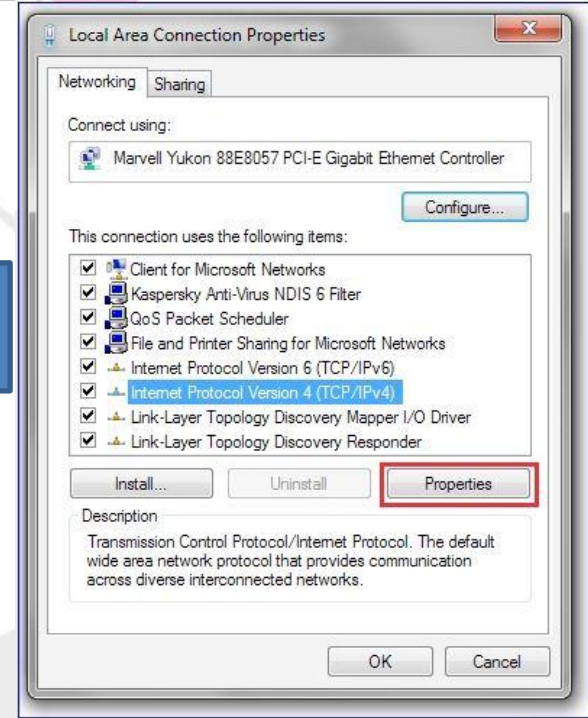 Local Area Connection Properties
Networking
Sharing
Connect using:
Marvell Yukon 88E8057 PCI-E Gigabit Ethernet Controller
Configure...
This connection uses the following items:
Client for Microsoft Networks
Kaspersky Anti-Virus NDIS 6 Filter
QoS Packet Scheduler
File and Printer Sharing for Microsoft Networks
Internet Protocol Version 6 (TCP/IPv6)
Internet Protocol Version 4 (TCP/IPv4)
Link-Layer Topology Discovery Mapper I/O Driver
Link-Layer Topology Discovery Responder
Install...
Uninstall
Properties
Description
Transmission Control Protocol/Internet Protocol. The default
wide area network protocol that provides communication
across diverse interconnected networks.
OK
Cancel